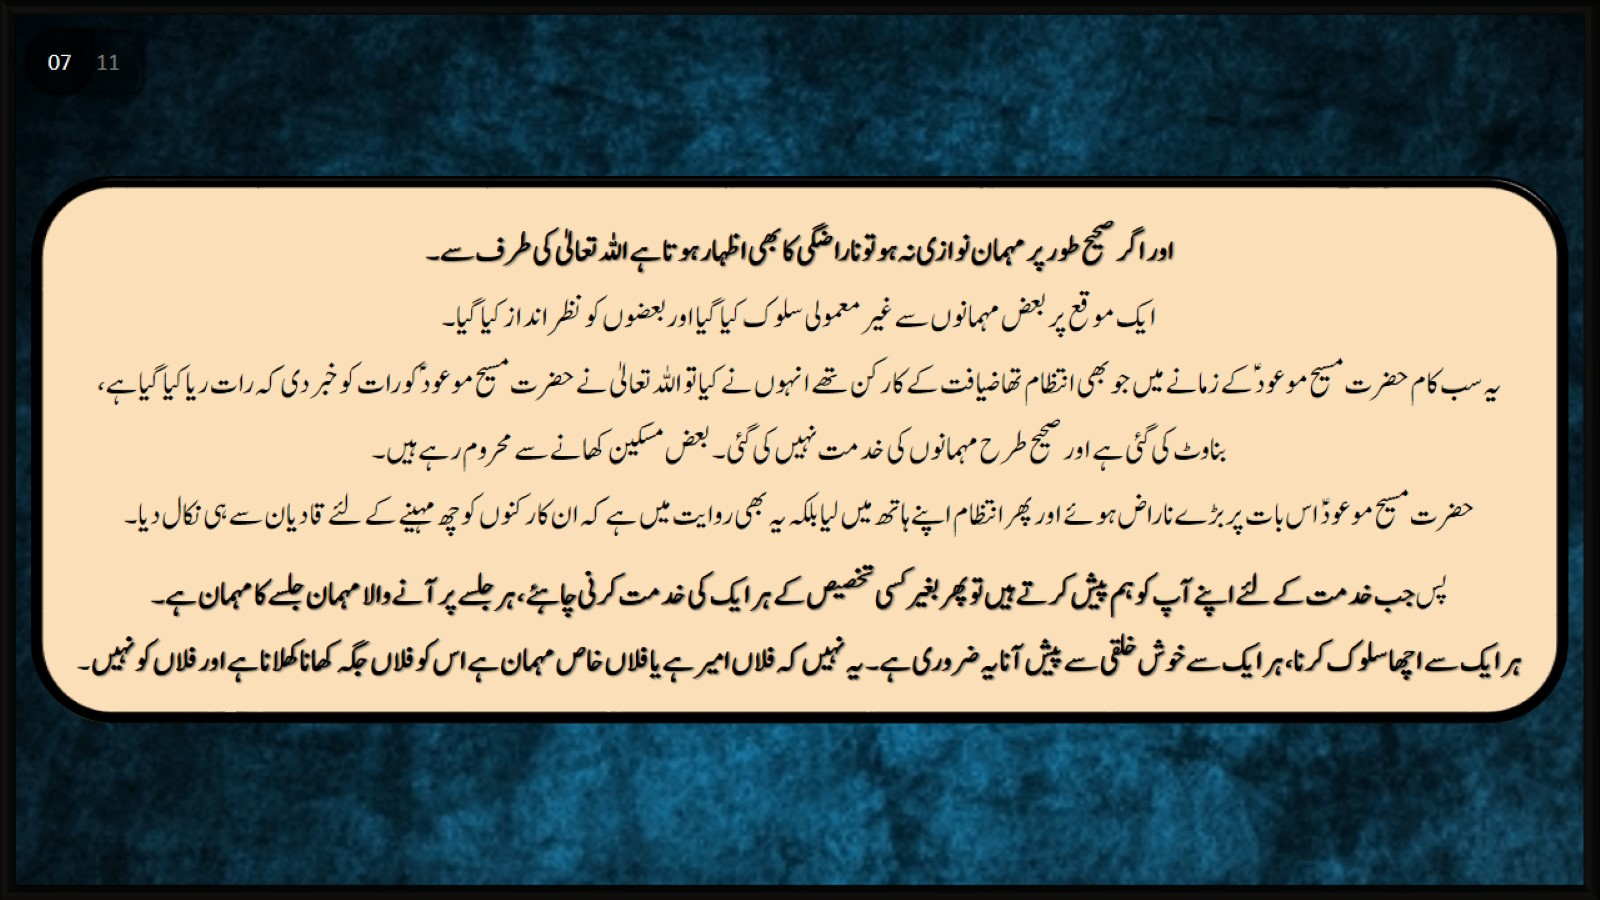 07 11
اور اگر صحیح طور پر مہمان نوازی نہ ہو تو ناراضگی کا بھی اظہار ہوتا ہے اللہ تعالیٰ کی طرف سے۔
ایک موقع پر بعض مہمانوں سے غیر معمولی سلوک کیا گیا اور بعضوں کو نظر انداز کیا گیا۔
یہ سب کام حضرت مسیح موعودؑ کے زمانے میں جو بھی انتظام تھا ضیافت کے کارکن تھے انہوں نے کیا تو اللہ تعالیٰ نے حضرت مسیح موعودؑ کو رات کو خبر دی کہ رات ریا کیا گیا ہے،
بناوٹ کی گئی ہے اور صحیح طرح مہمانوں کی خدمت نہیں کی گئی۔ بعض مسکین کھانے سے محروم رہے ہیں۔
حضرت مسیح موعودؑ اس بات پر بڑے ناراض ہوئے اور پھر انتظام اپنے ہاتھ میں لیا بلکہ یہ بھی روایت میں ہے کہ ان کارکنوں کو چھ مہینے کے لئے قادیان سے ہی نکال دیا۔
پس جب خدمت کے لئے اپنے آپ کو ہم پیش کرتے ہیں تو پھر بغیر کسی تخصیص کے ہر ایک کی خدمت کرنی چاہئے، ہر جلسے پر آنے والا مہمان جلسے کا مہمان ہے۔
ہر ایک سے اچھا سلوک کرنا، ہر ایک سے خوش خلقی سے پیش آنا یہ ضروری ہے۔ یہ نہیں کہ فلاں امیر ہے یا فلاں خاص مہمان ہے اس کو فلاں جگہ کھانا کھلانا ہے اور فلاں کو نہیں۔